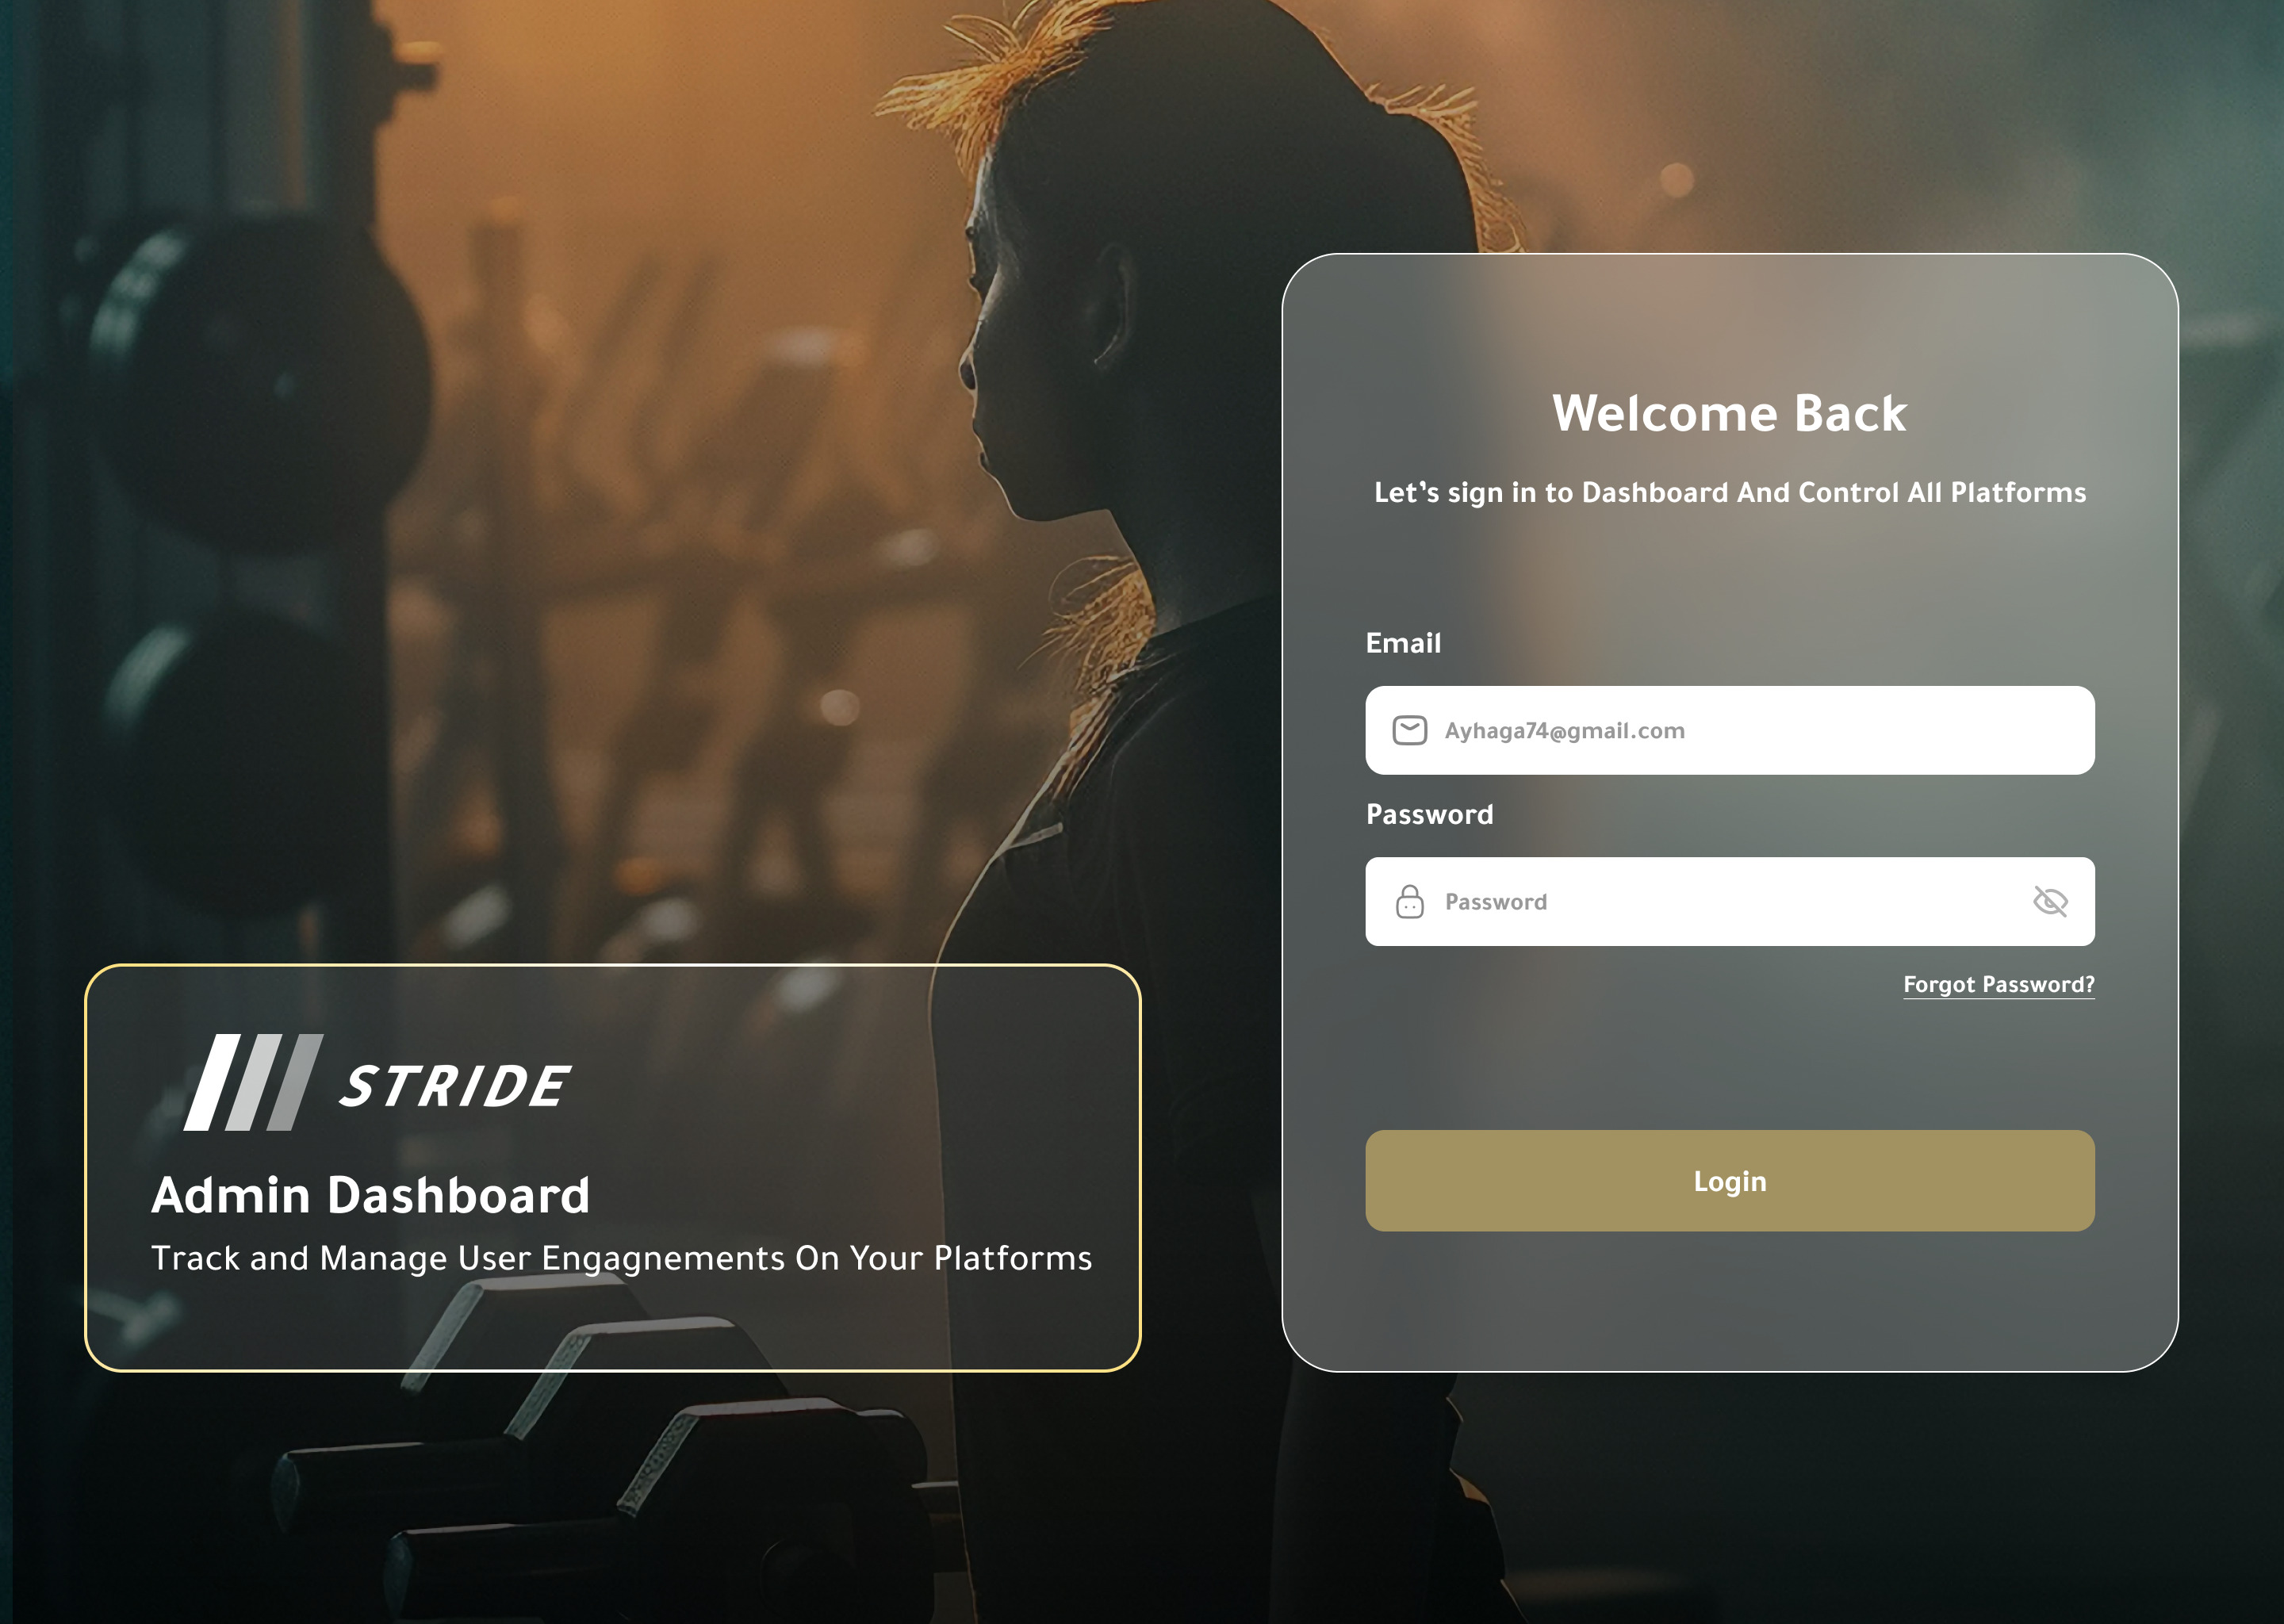 Welcome Back
Let's sign in to Dashboard And Control All Platforms
Email
Ayhaga74@gmail.com
Password
Password
Forgot Password?
Login
STRIDE
Admin Dashboard
Track and Manage User Engagnements On Your Platforms